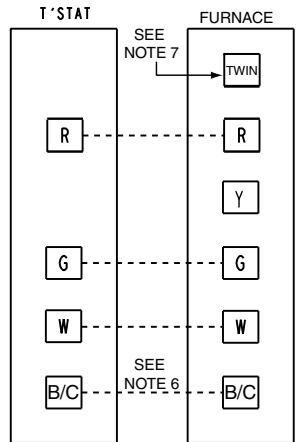 T'STAT FURNACE
SEE
NOTE 7
TWIN
R R
Y
G G
W W
SEE
NOTE 6
B/C B/C